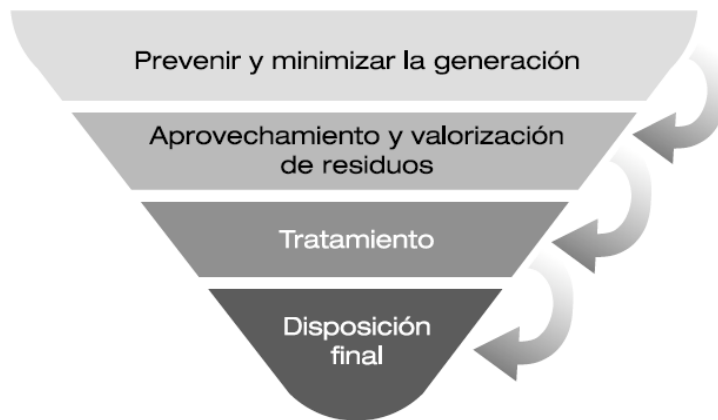 Prevenir y minimizar la generación
Aprovechamiento y valorización
de residuos
Tratamiento
Disposición
final